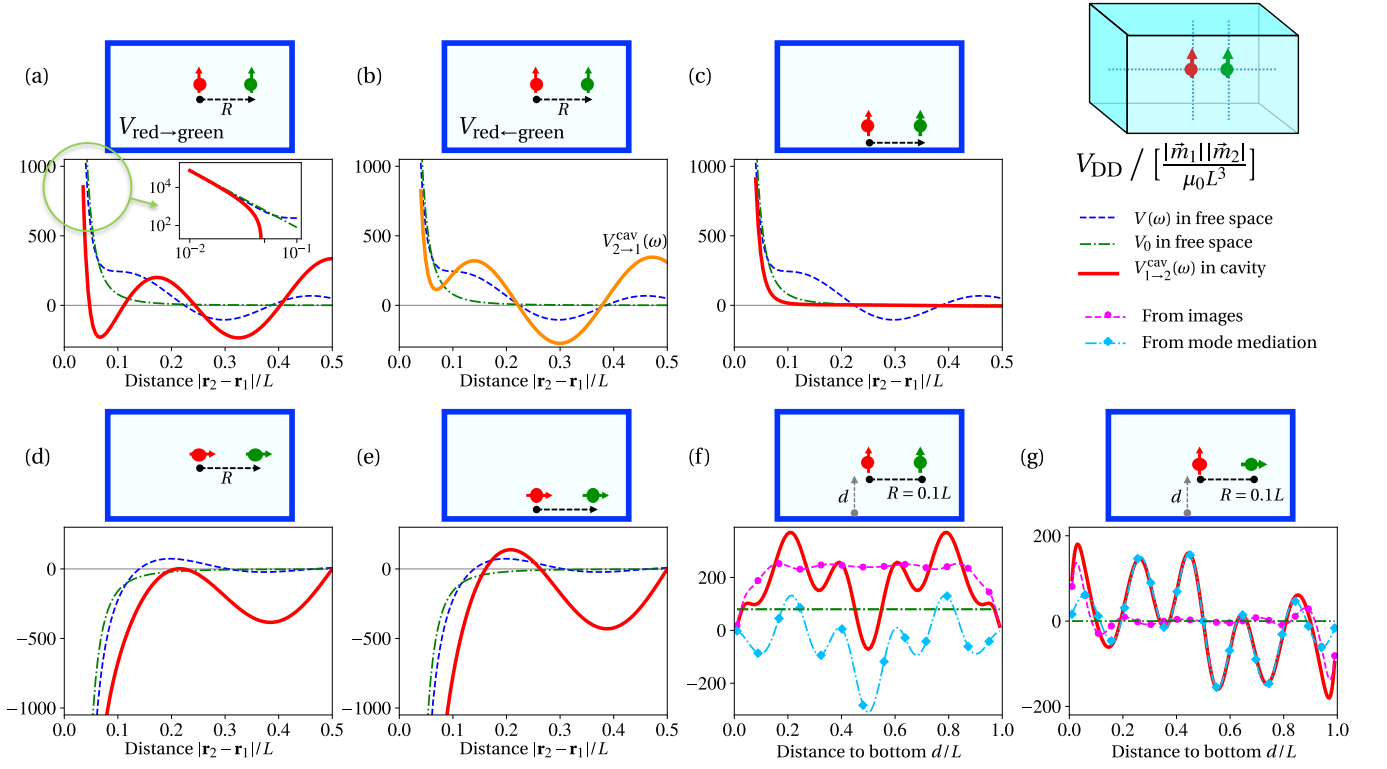 (a)
R
V_red→green
1000
500
0
10^4
10^2
10^−2
10^−1
0.0 0.1 0.2 0.3 0.4 0.5
Distance |r_2 − r_1|/L
(b)
R
V_red←green
1000
500
0
V^cav_2→1(ω)
0.0 0.1 0.2 0.3 0.4 0.5
Distance |r_2 − r_1|/L
(c)
1000
500
0
0.0 0.1 0.2 0.3 0.4 0.5
Distance |r_2 − r_1|/L
V_DD / [|m⃗_1||m⃗_2| / μ_0L^3]
V(ω) in free space
V_0 in free space
V^cav_1→2(ω) in cavity
From images
From mode mediation
(d)
R
0
−500
−1000
0.0 0.1 0.2 0.3 0.4 0.5
Distance |r_2 − r_1|/L
(e)
0
−500
−1000
0.0 0.1 0.2 0.3 0.4 0.5
Distance |r_2 − r_1|/L
(f)
d
R = 0.1L
200
0
−200
0.0 0.2 0.4 0.6 0.8 1.0
Distance to bottom d/L
(g)
d
R = 0.1L
200
0
−200
0.0 0.2 0.4 0.6 0.8 1.0
Distance to bottom d/L